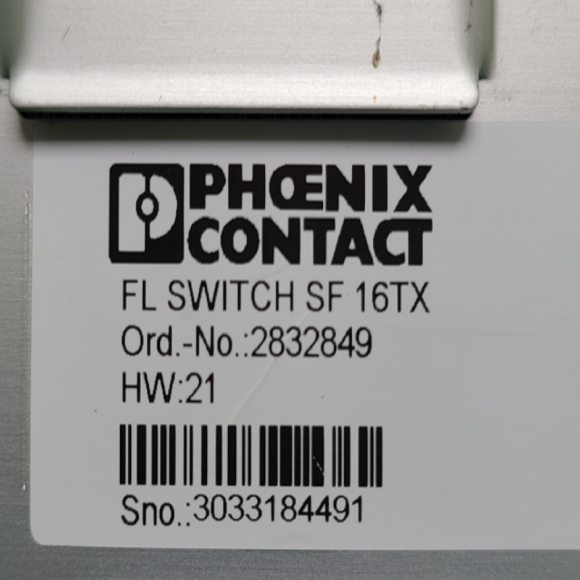 PHŒNIX
CONTACT
FL SWITCH SF 16TX
Ord.-No.:2832849
HW:21
Sno.:3033184491